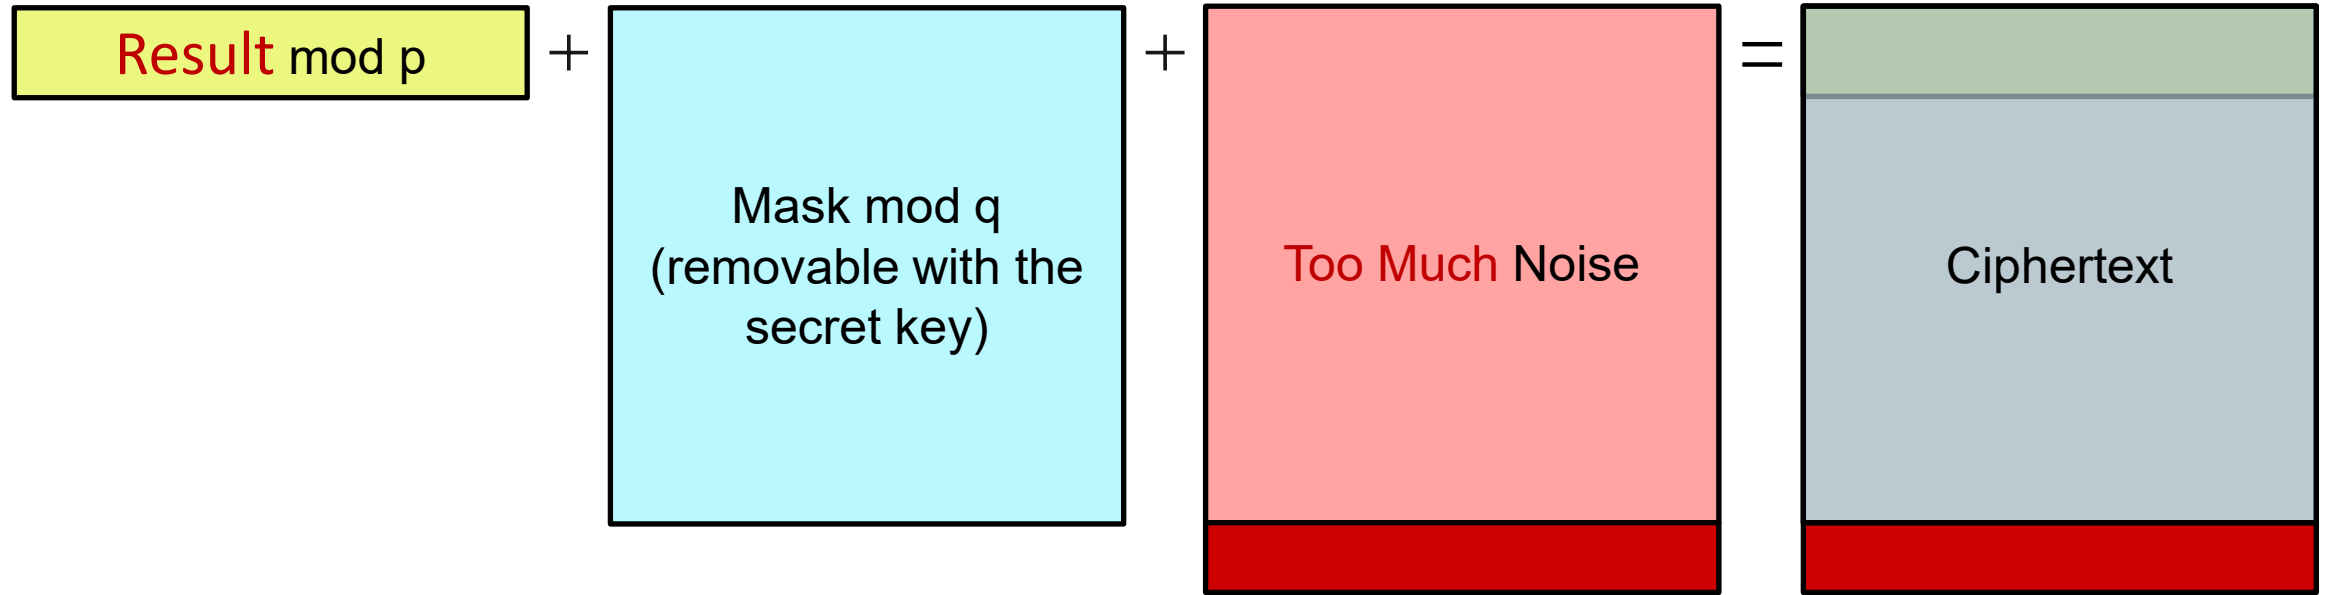 Result mod p
+
Mask mod q
(removable with the
secret key)
+
Too Much Noise
=
Ciphertext